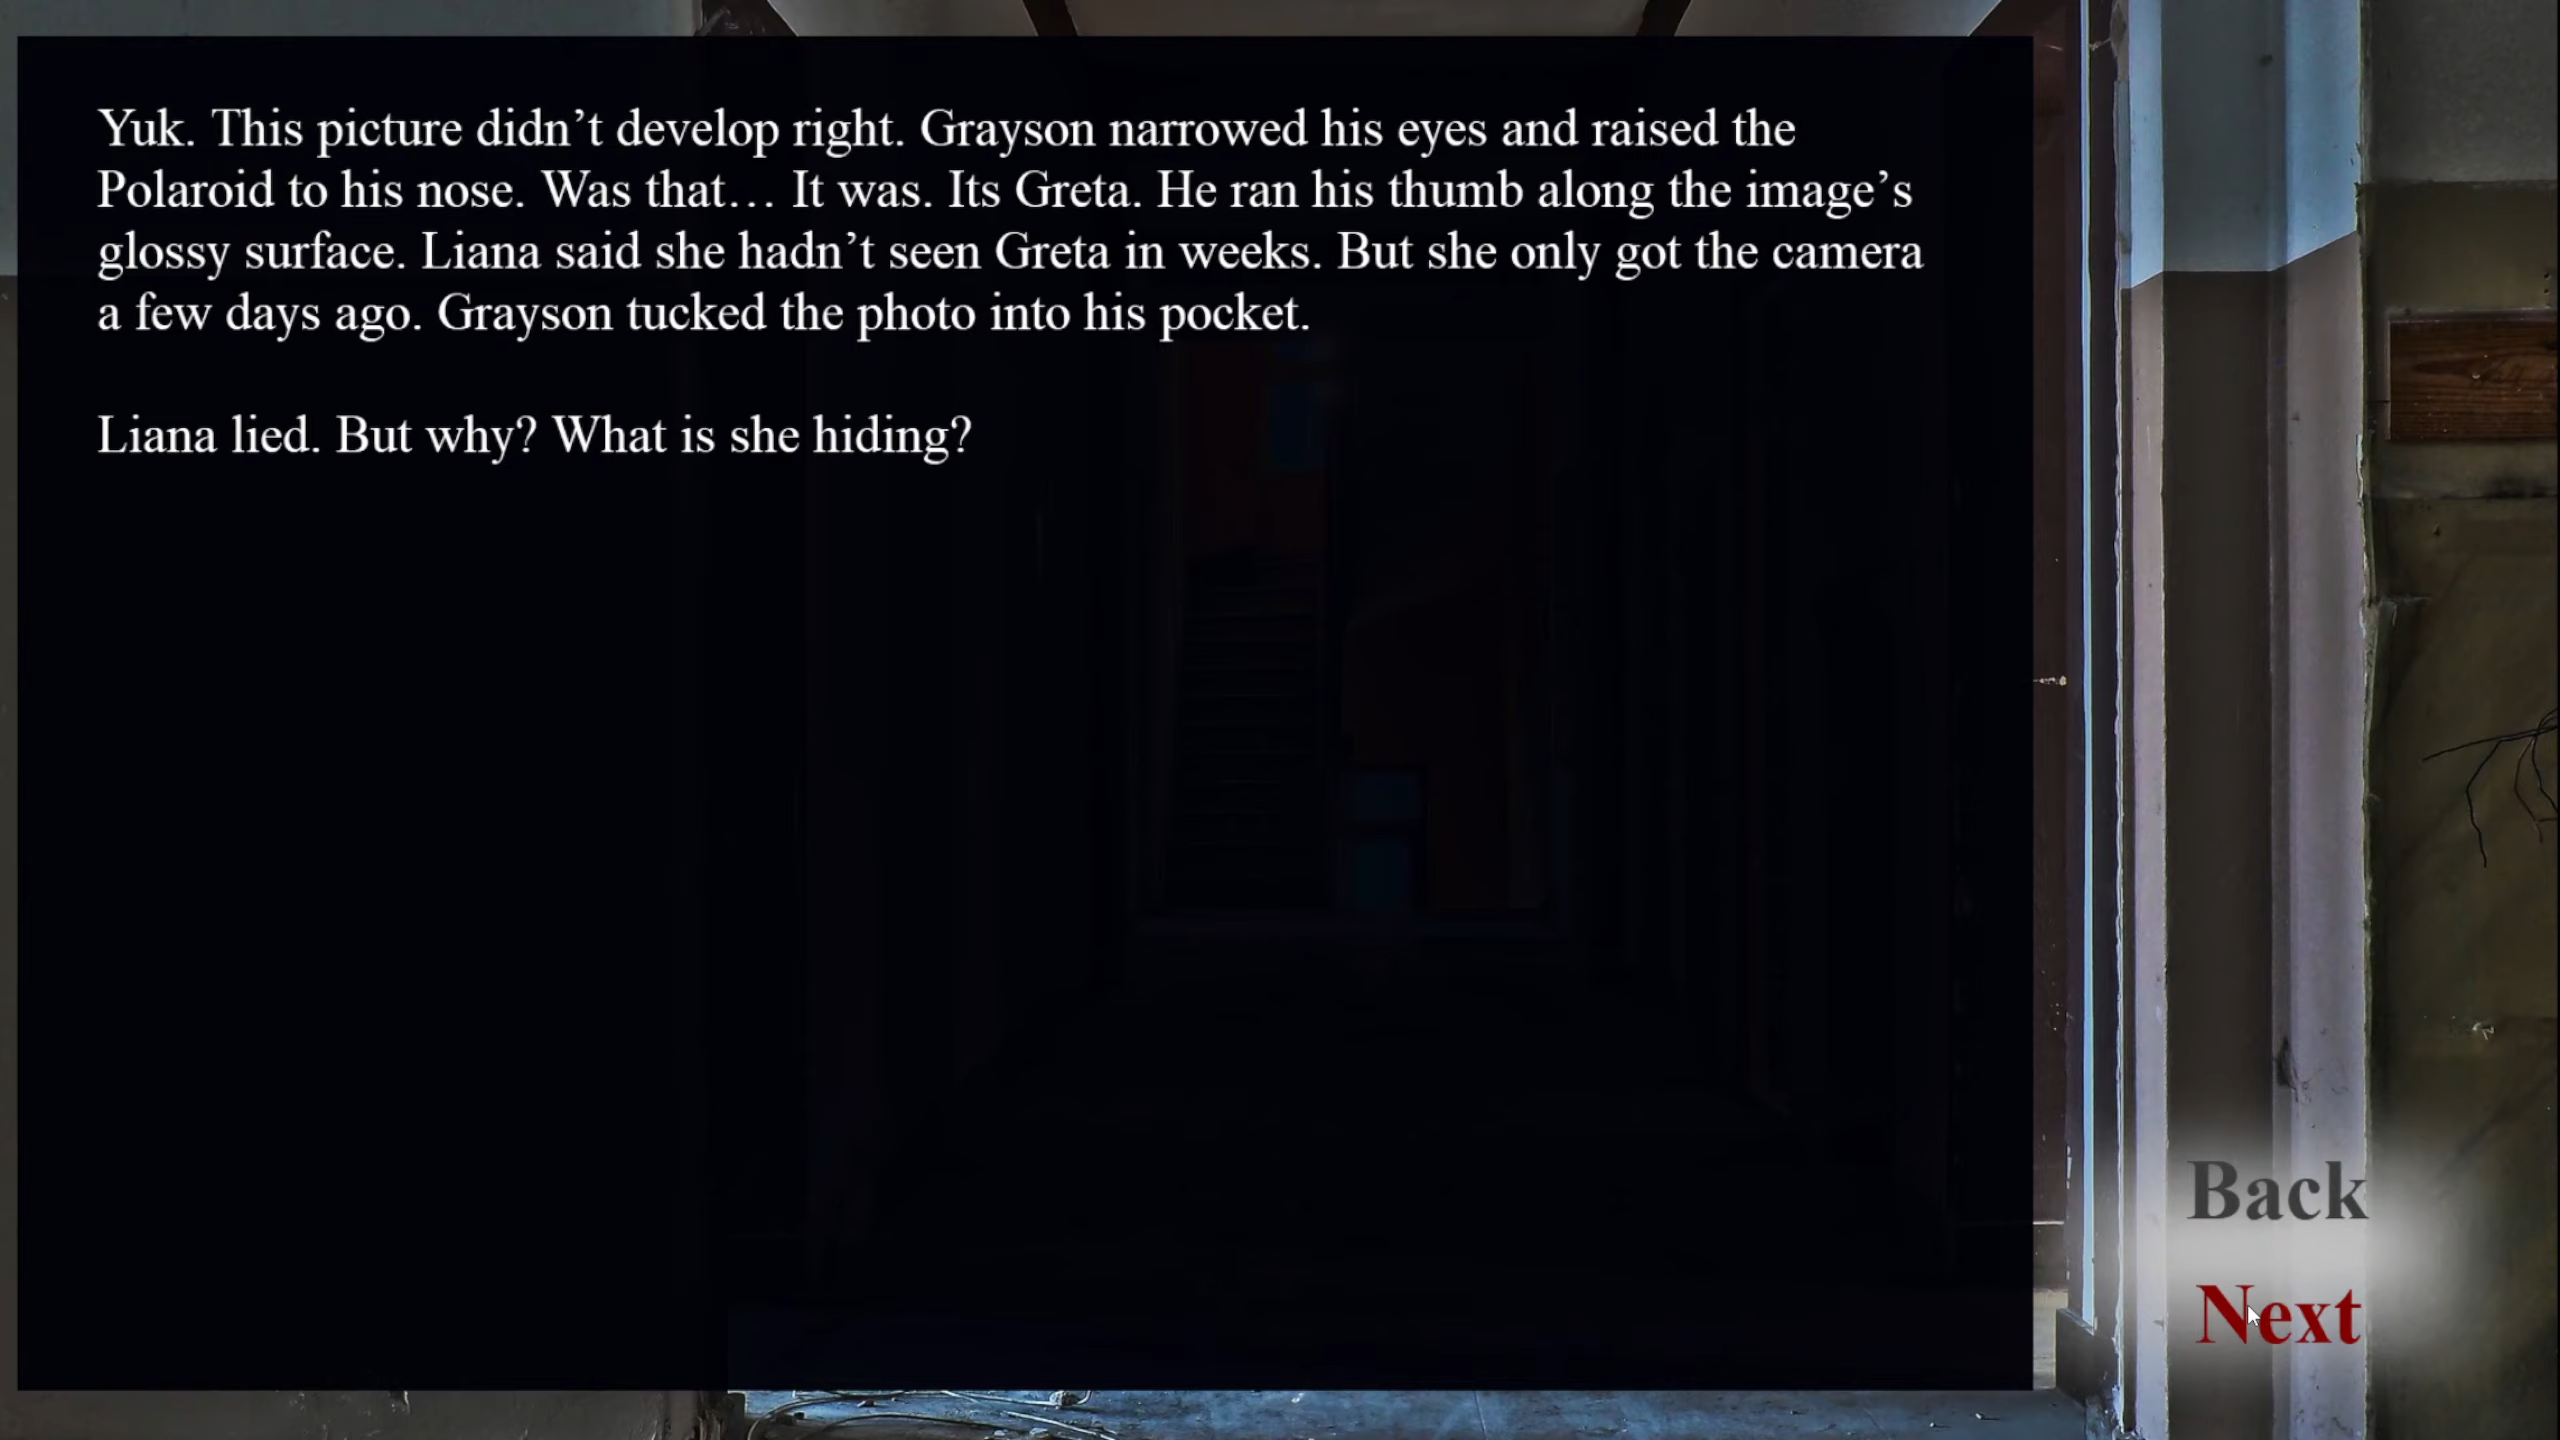 Yuk. This picture didn’t develop right. Grayson narrowed his eyes and raised the
Polaroid to his nose. Was that… It was. Its Greta. He ran his thumb along the image’s
glossy surface. Liana said she hadn’t seen Greta in weeks. But she only got the camera
a few days ago. Grayson tucked the photo into his pocket.
Liana lied. But why? What is she hiding?
Back
Next